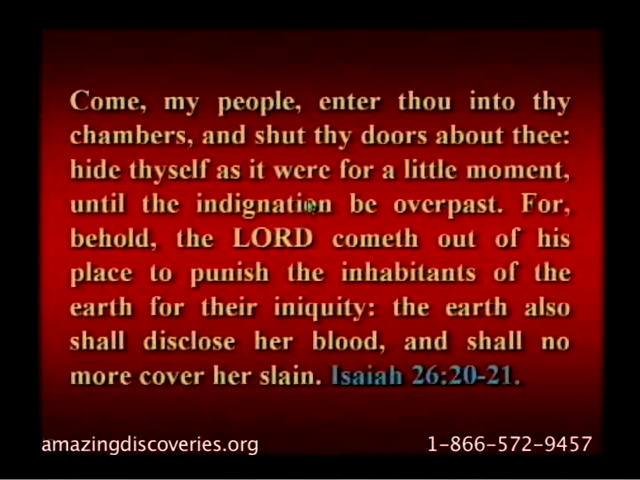 Come, my people, enter thou into thy
chambers, and shut thy doors about thee:
hide thyself as it were for a little moment,
until the indignation be overpast. For,
behold, the LORD cometh out of his
place to punish the inhabitants of the
earth for their iniquity: the earth also
shall disclose her blood, and shall no
more cover her slain. Isaiah 26:20-21.
amazingdiscoveries.org 1-866-572-9457